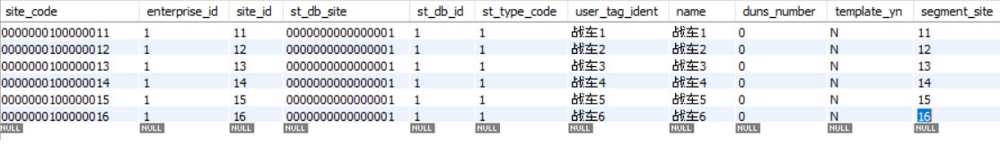 site_code enterprise_id site_id st_db_site st_db_id st_type_code user_tag_ident name duns_number template_yn segment_site
0000000100000011 1 11 0000000000000001 1 1 战车1 战车1 0 N 11
0000000100000012 1 12 0000000000000001 1 1 战车2 战车2 0 N 12
0000000100000013 1 13 0000000000000001 1 1 战车3 战车3 0 N 13
0000000100000014 1 14 0000000000000001 1 1 战车4 战车4 0 N 14
0000000100000015 1 15 0000000000000001 1 1 战车5 战车5 0 N 15
0000000100000016 1 16 0000000000000001 1 1 战车6 战车6 0 N 16
NULL NULL NULL NULL NULL NULL NULL NULL NULL NULL NULL